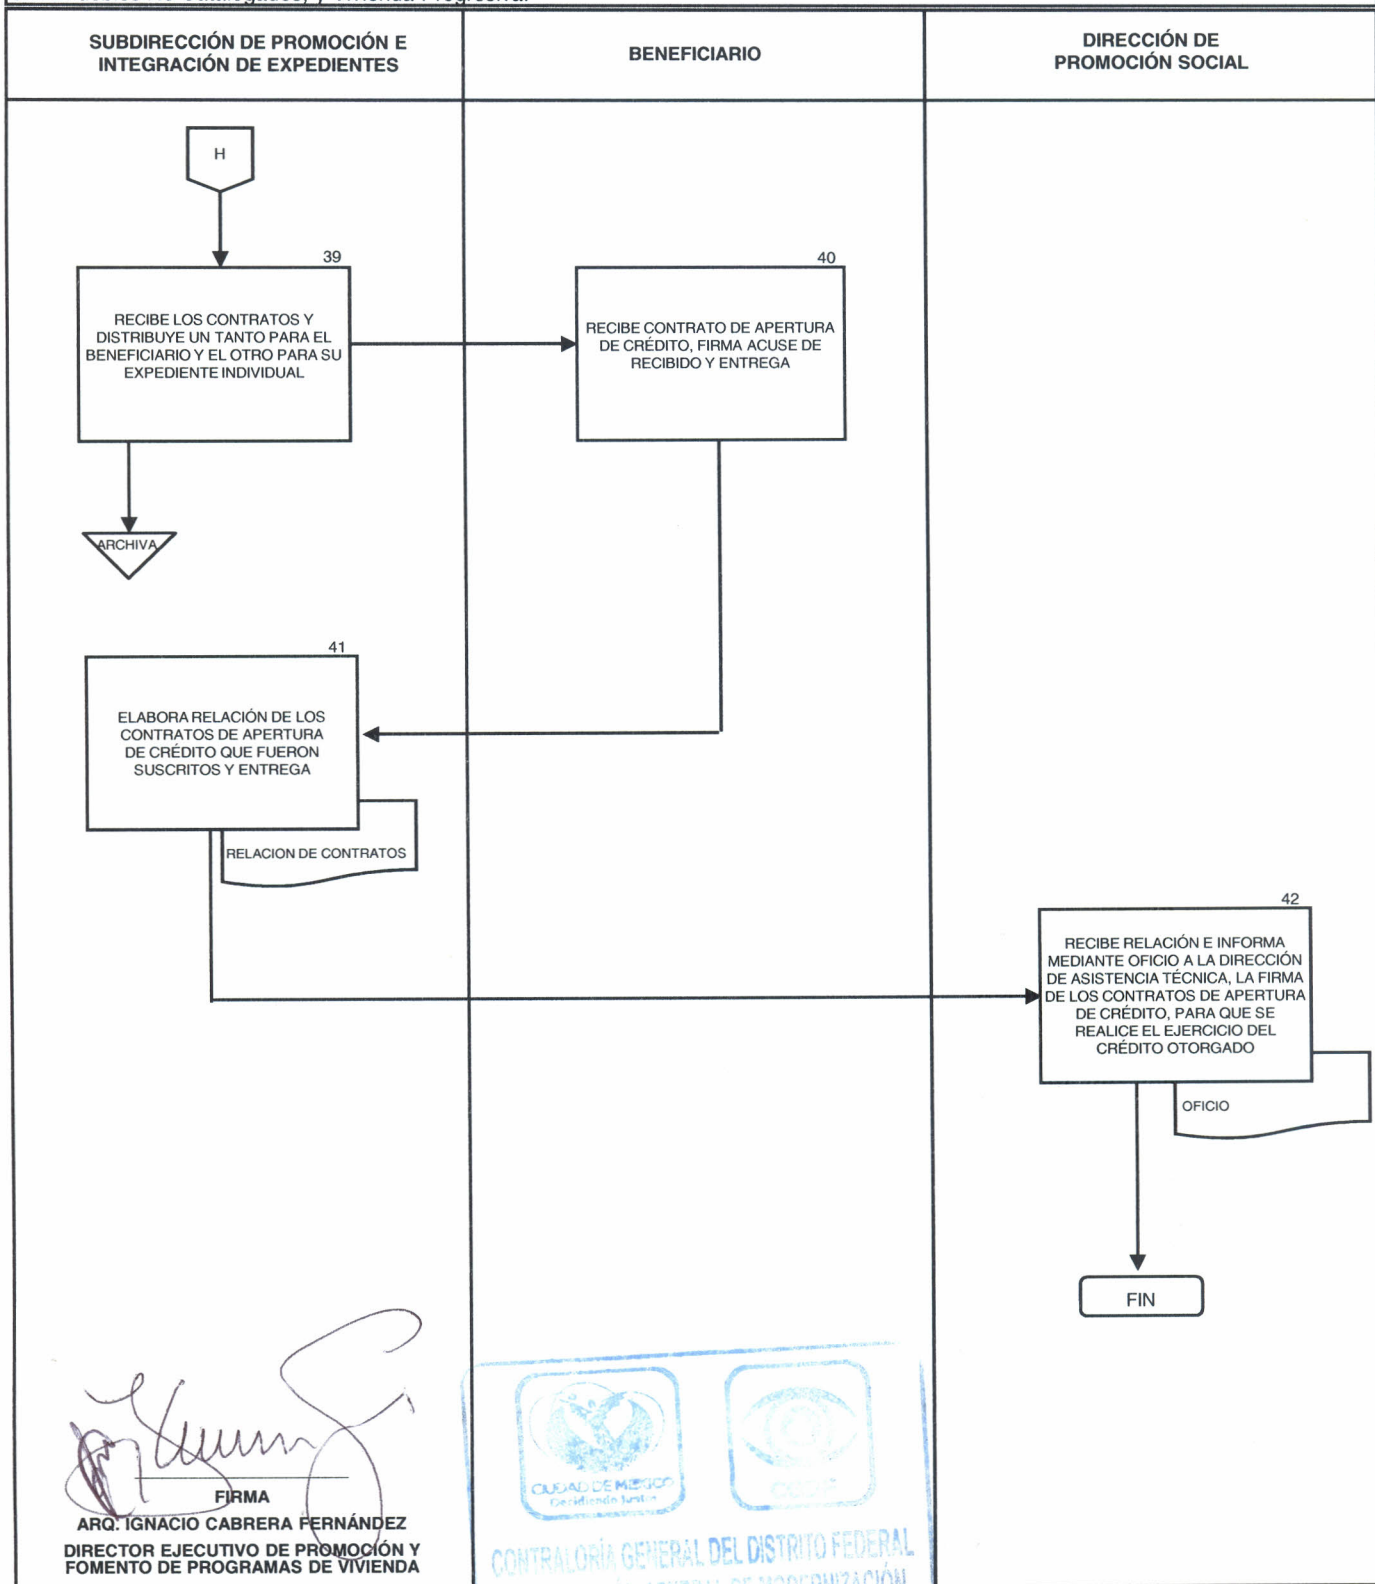 SUBDIRECCIÓN DE PROMOCIÓN E
INTEGRACIÓN DE EXPEDIENTES
BENEFICIARIO
DIRECCIÓN DE
PROMOCIÓN SOCIAL
H
39
RECIBE LOS CONTRATOS Y
DISTRIBUYE UN TANTO PARA EL
BENEFICIARIO Y EL OTRO PARA SU
EXPEDIENTE INDIVIDUAL
40
RECIBE CONTRATO DE APERTURA
DE CRÉDITO, FIRMA ACUSE DE
RECIBIDO Y ENTREGA
ARCHIVA
41
ELABORA RELACIÓN DE LOS
CONTRATOS DE APERTURA
DE CRÉDITO QUE FUERON
SUSCRITOS Y ENTREGA
RELACION DE CONTRATOS
42
RECIBE RELACIÓN E INFORMA
MEDIANTE OFICIO A LA DIRECCIÓN
DE ASISTENCIA TÉCNICA, LA FIRMA
DE LOS CONTRATOS DE APERTURA
DE CRÉDITO, PARA QUE SE
REALICE EL EJERCICIO DEL
CRÉDITO OTORGADO
OFICIO
FIN
FIRMA
ARQ. IGNACIO CABRERA FERNÁNDEZ
DIRECTOR EJECUTIVO DE PROMOCIÓN Y
FOMENTO DE PROGRAMAS DE VIVIENDA
CIUDAD DE MÉXICO
CONTRALORÍA GENERAL DEL DISTRITO FEDERAL
DE MODERNIZACIÓN